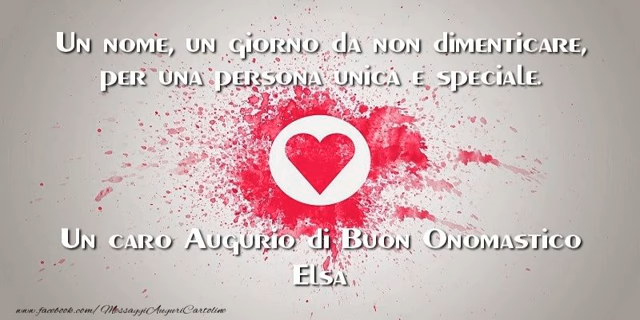 Un nome, un giorno da non dimenticare,
per una persona unica e speciale.
Un caro Augurio di Buon Onomastico
Elsa
www.facebook.com/MessaggiAuguriCartoline